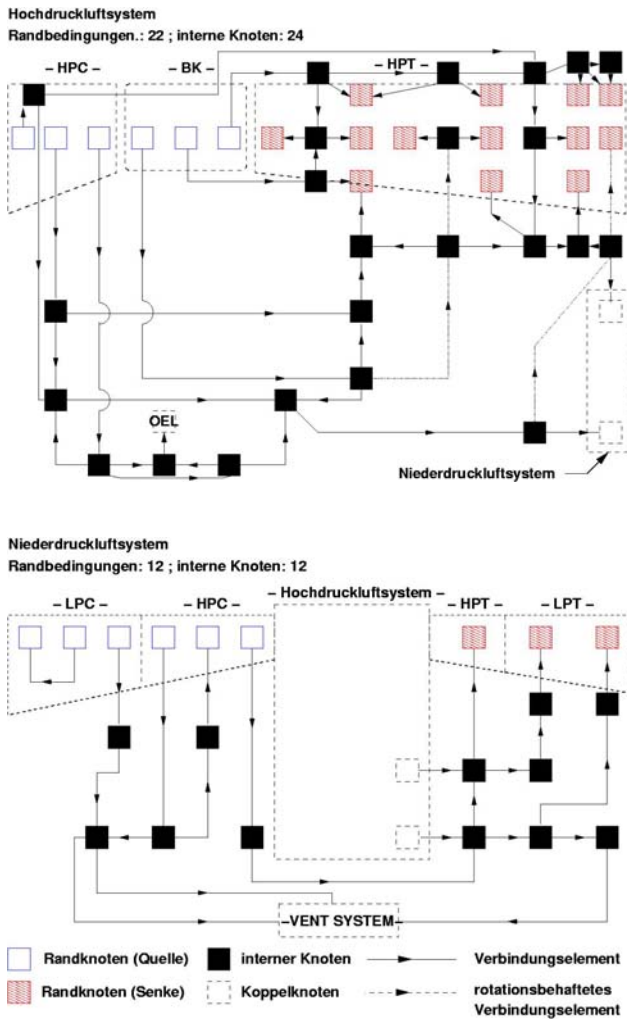 Hochdruckluftsystem
Randbedingungen.: 22 ; interne Knoten: 24
– HPC –
– BK –
– HPT –
OEL
Niederdruckluftsystem
Niederdruckluftsystem
Randbedingungen: 12 ; interne Knoten: 12
– LPC –
– HPC –
– Hochdruckluftsystem –
– HPT –
– LPT –
–VENT SYSTEM–
Randknoten (Quelle)
interner Knoten
Verbindungselement
Randknoten (Senke)
Koppelknoten
rotationsbehaftetes
Verbindungselement